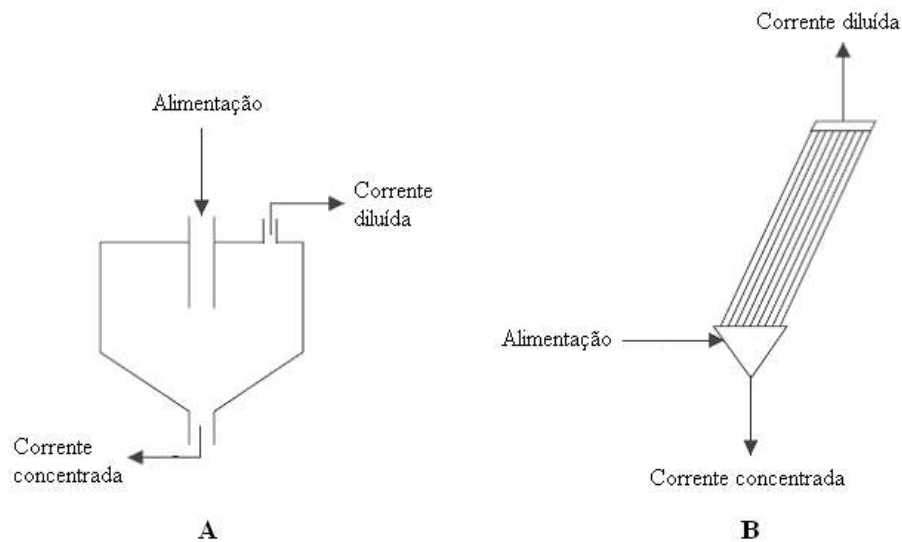 Alimentação
Corrente
diluída
Corrente
concentrada
A
Corrente diluída
Alimentação
Corrente concentrada
B